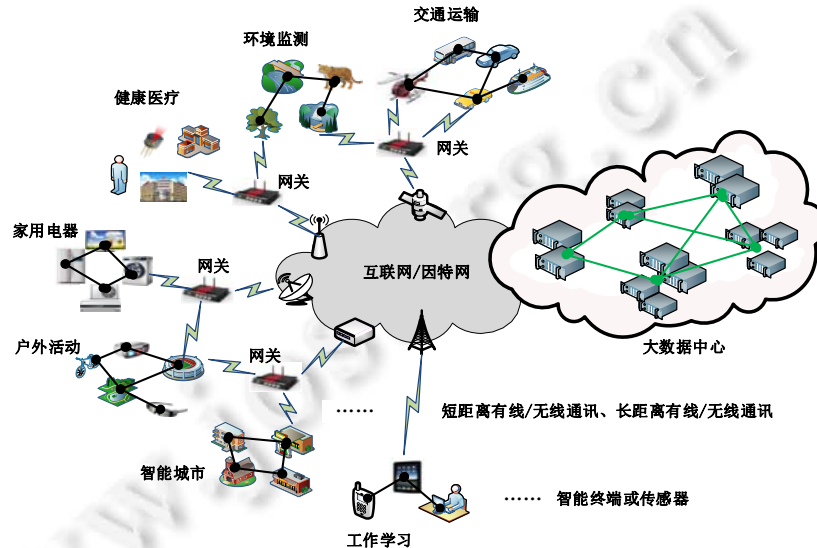 交通运输
环境监测
健康医疗
网关
网关
家用电器
网关
互联网/因特网
大数据中心
户外活动
网关
……
短距离有线/无线通讯、长距离有线/无线通讯
智能城市
…… 智能终端或传感器
工作学习